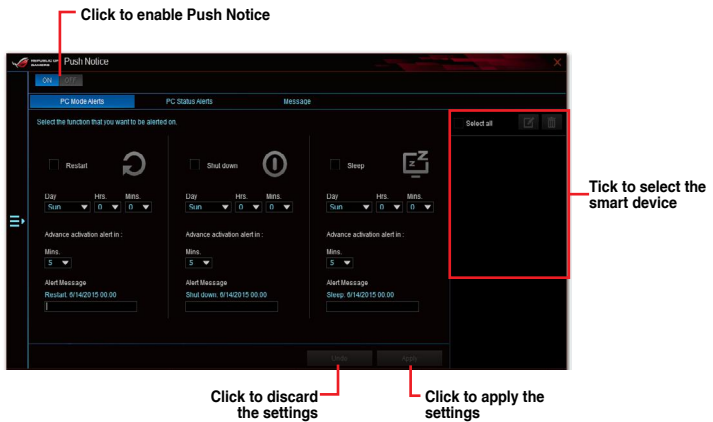 Click to enable Push Notice
REPUBLIC OF GAMERS Push Notice
ON OFF
PC Mode Alerts PC Status Alerts Message
Select the function that you want to be alerted on.
Select all
Restart Shut down Sleep
Day Hrs. Mins. Day Hrs. Mins. Day Hrs. Mins.
Sun 0 0 Sun 0 0 Sun 0 0
Advance activation alert in : Advance activation alert in : Advance activation alert in :
Mins. Mins. Mins.
5 5 5
Alert Message Alert Message Alert Message
Restart. 6/14/2015 00.00 Shut down. 6/14/2015 00.00 Sleep. 6/14/2015 00.00
Undo Apply
Tick to select the
smart device
Click to discard
the settings
Click to apply the
settings